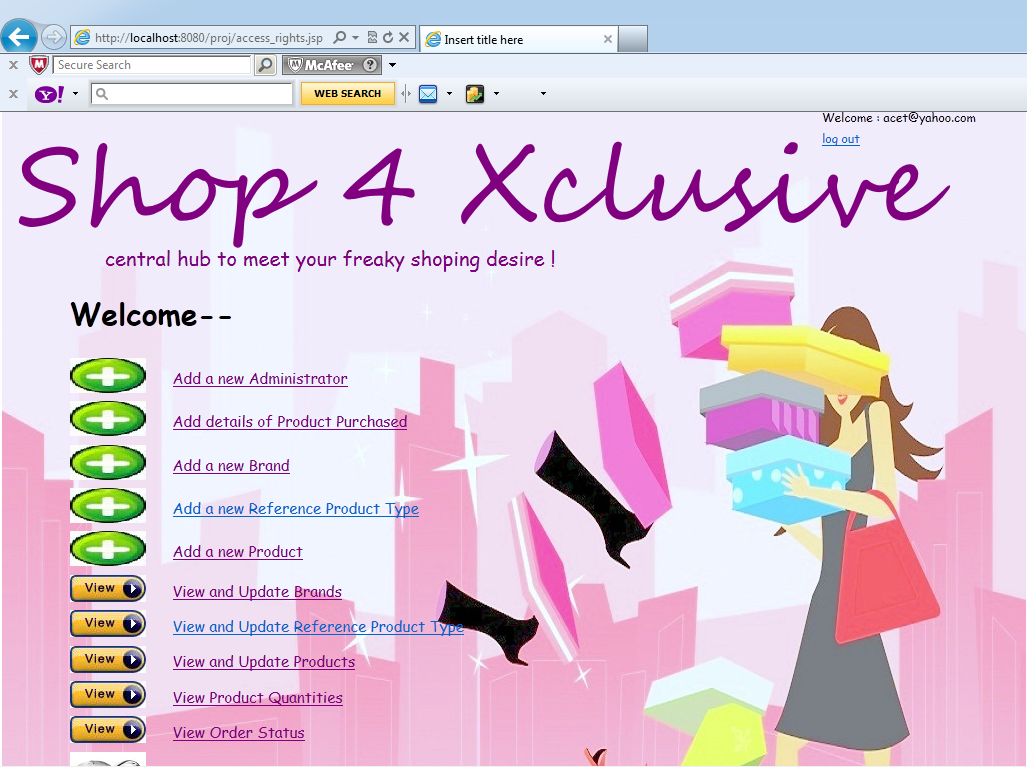 http://localhost:8080/proj/access_rights.jsp
Insert title here
Secure Search
McAfee
Y!
WEB SEARCH
Welcome : acet@yahoo.com
log out
Shop 4 Xclusive
central hub to meet your freaky shoping desire !
Welcome--
Add a new Administrator
Add details of Product Purchased
Add a new Brand
Add a new Reference Product Type
Add a new Product
View View and Update Brands
View View and Update Reference Product Type
View View and Update Products
View View Product Quantities
View View Order Status